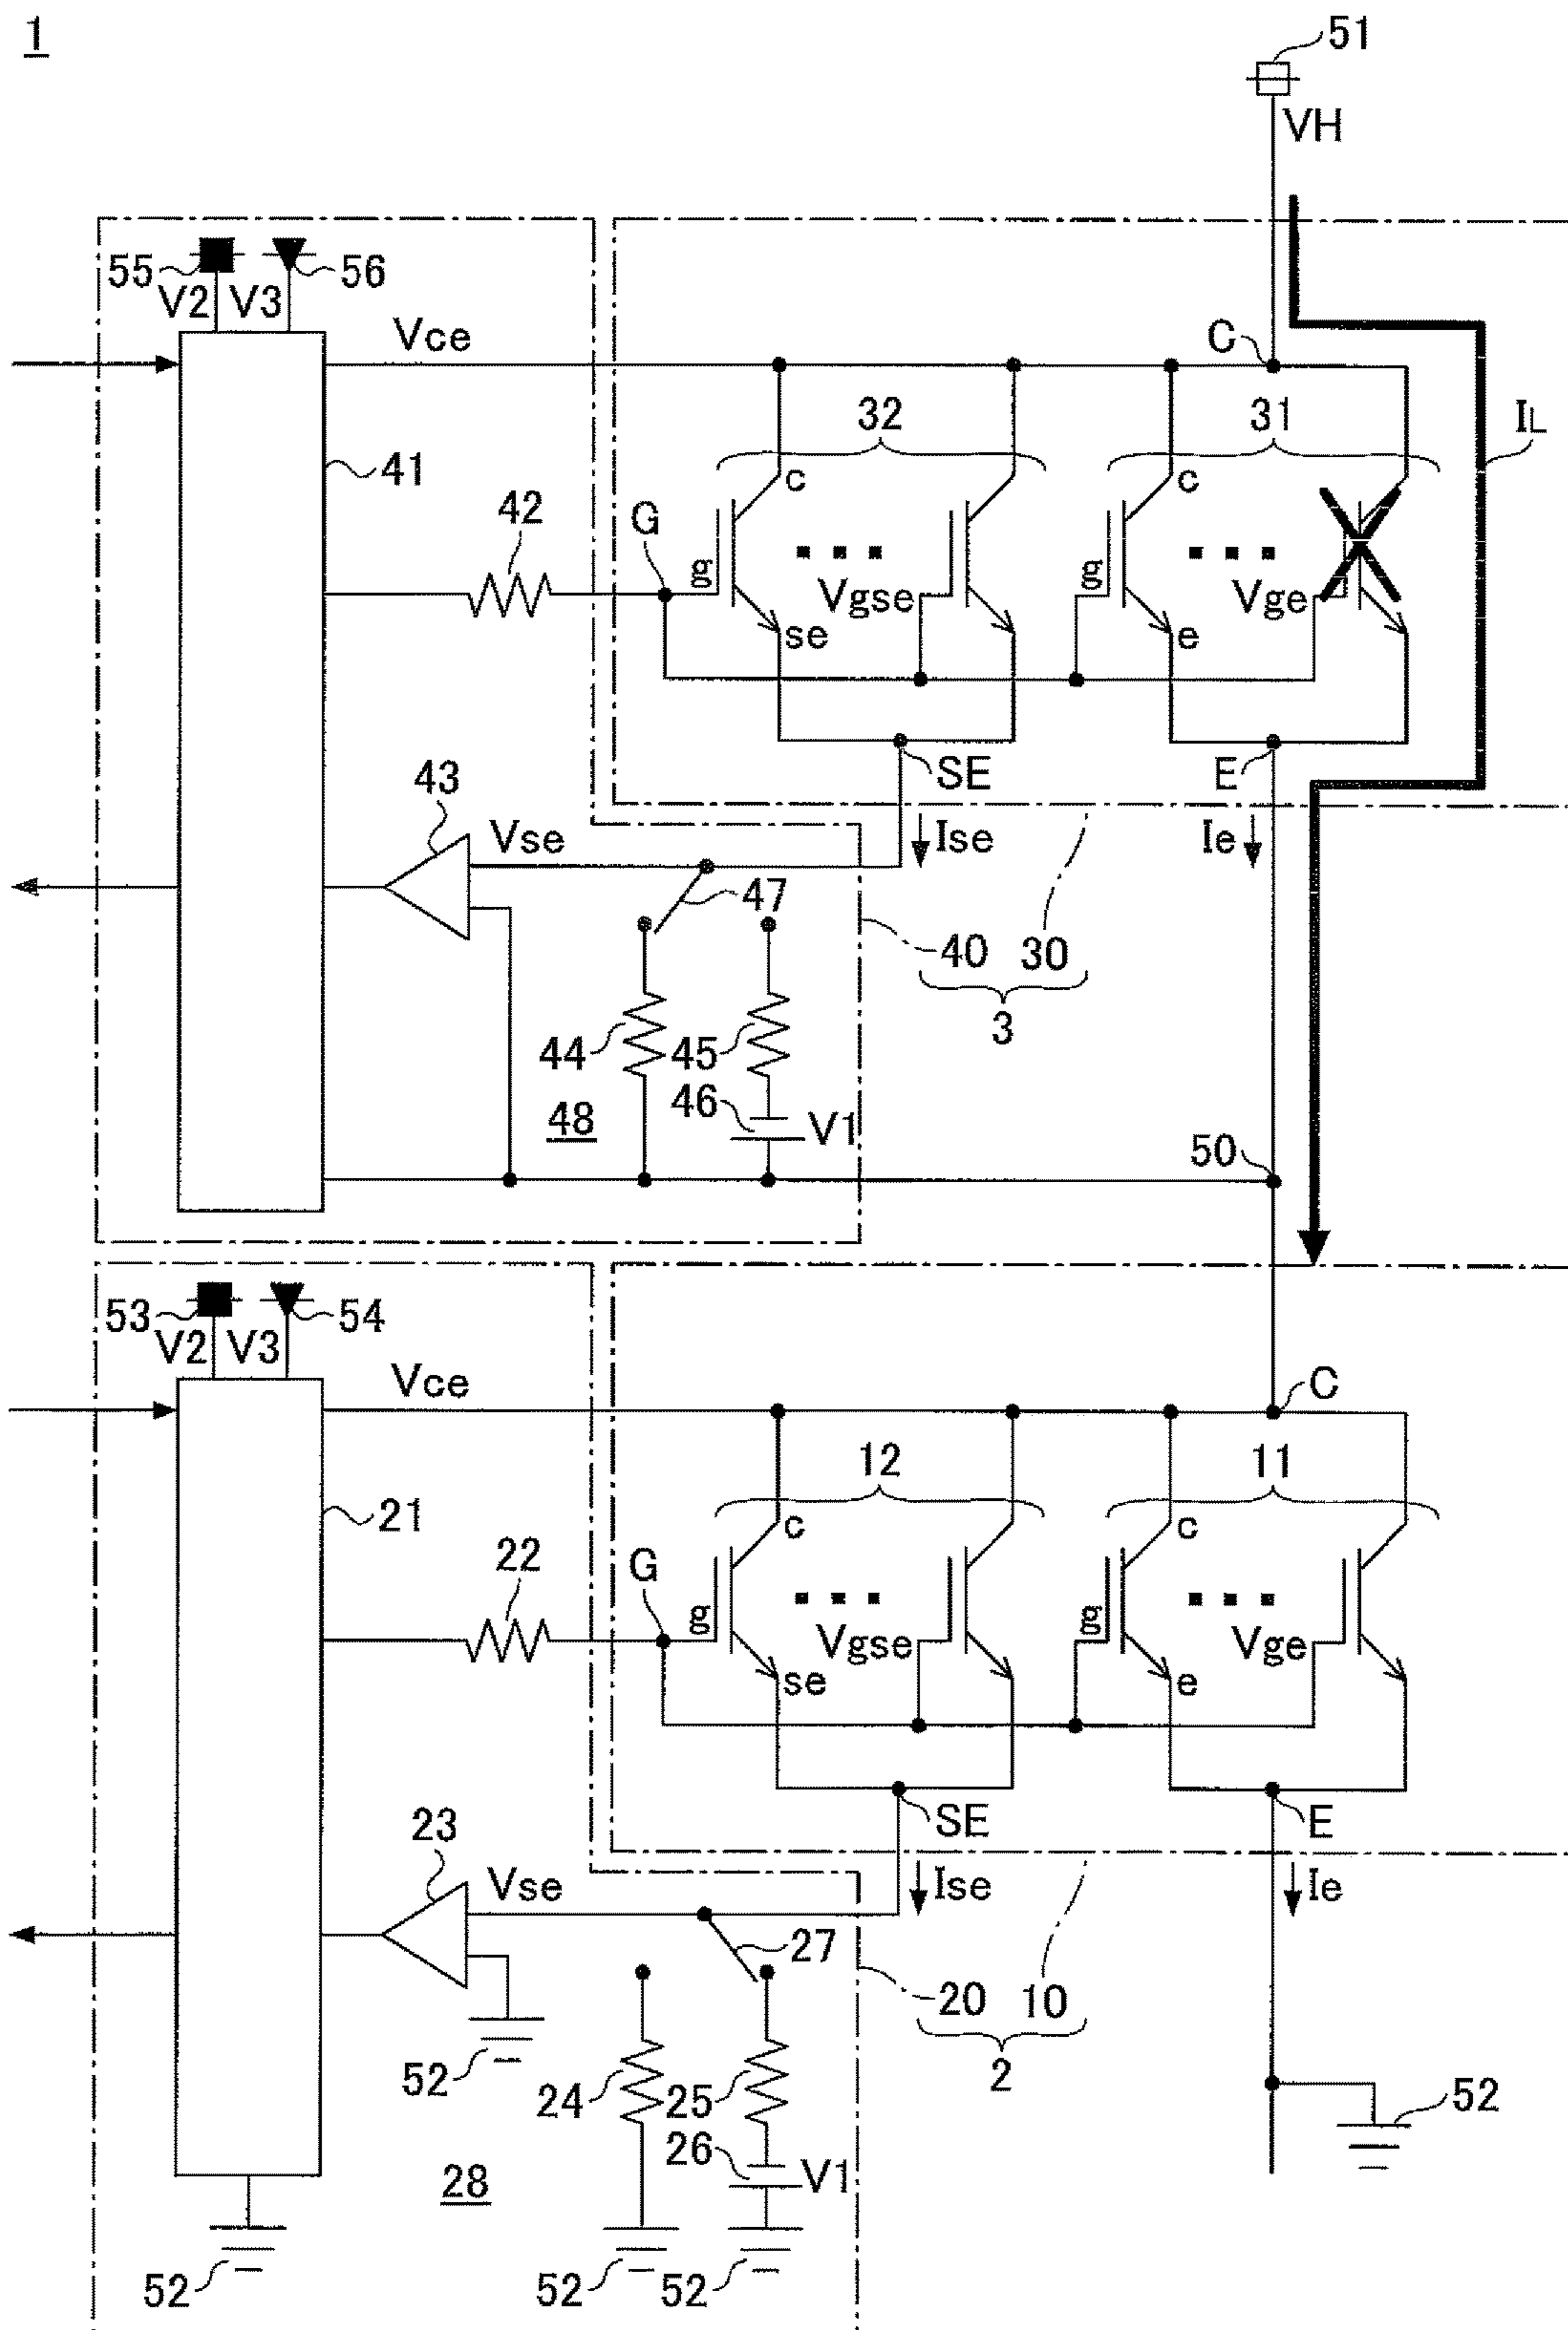 1
51
VH
55
56
V2
V3
Vce
C
32
31
IL
41
c
c
42
G
g
Vgse
g
Vge
se
e
SE
E
43
Vse
Ise
Ie
47
40
30
3
44
45
46
V1
48
50
53
54
V2
V3
Vce
C
12
11
21
c
c
22
G
g
Vgse
g
Vge
se
e
SE
E
23
Vse
Ise
Ie
27
20
10
2
52
24
25
52
26
V1
28
52
52
52